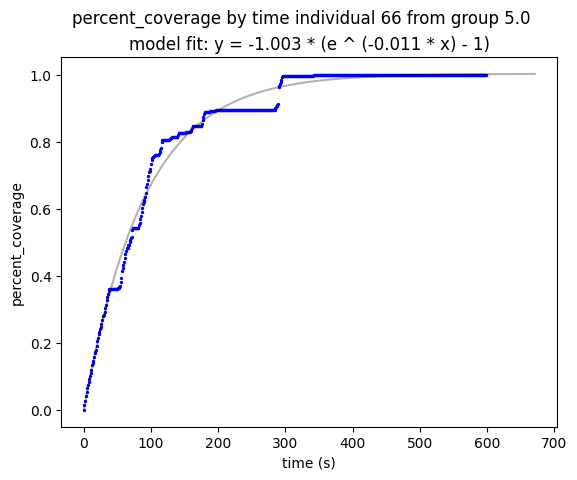 percent_coverage by time individual 66 from group 5.0
model fit: y = -1.003 * (e ^ (-0.011 * x) - 1)
1.0
0.8
0.6
0.4
0.2
0.0
percent_coverage
0 100 200 300 400 500 600 700
time (s)